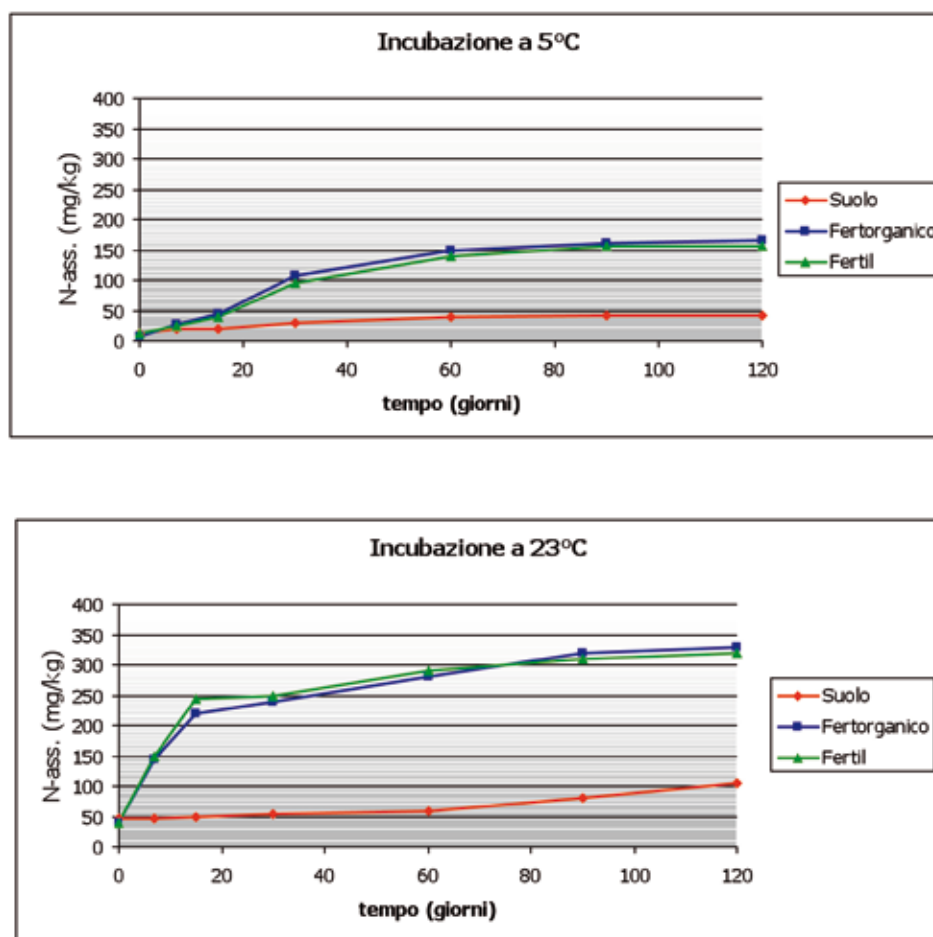 Incubazione a 5°C
N-ass. (mg/kg)
400
350
300
250
200
150
100
50
0
0 20 40 60 80 100 120
tempo (giorni)
Suolo
Fertorganico
Fertil
Incubazione a 23°C
N-ass. (mg/kg)
400
350
300
250
200
150
100
50
0
0 20 40 60 80 100 120
tempo (giorni)
Suolo
Fertorganico
Fertil